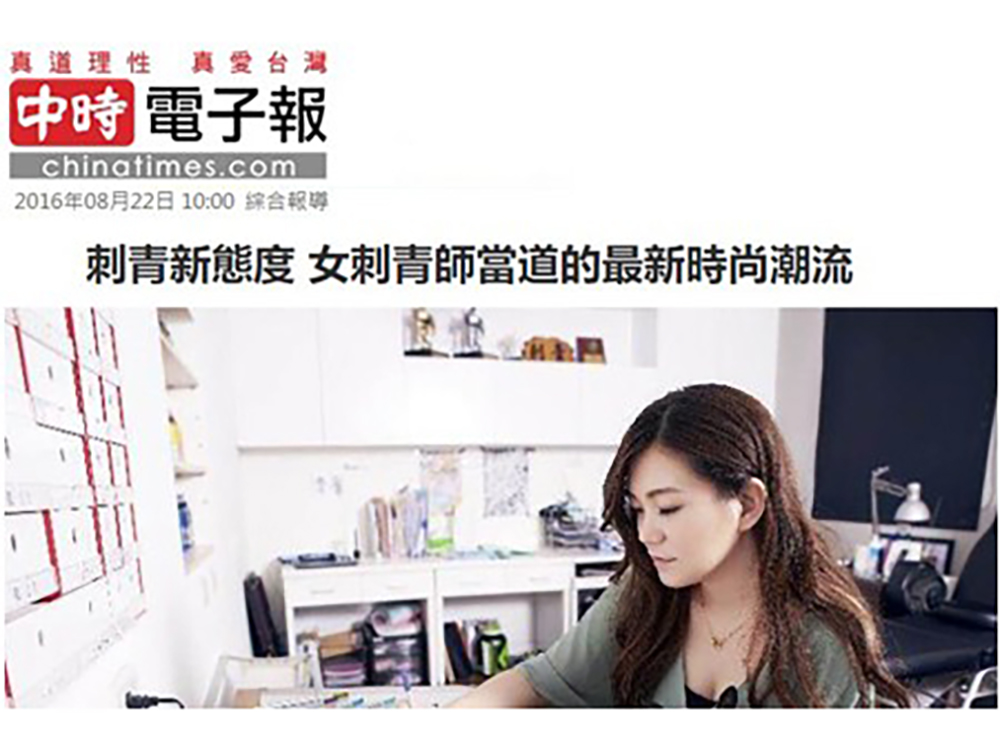 真道理性 真愛台灣
中時 電子報
chinatimes.com
2016年08月22日 10:00 綜合報導
刺青新態度 女刺青師當道的最新時尚潮流